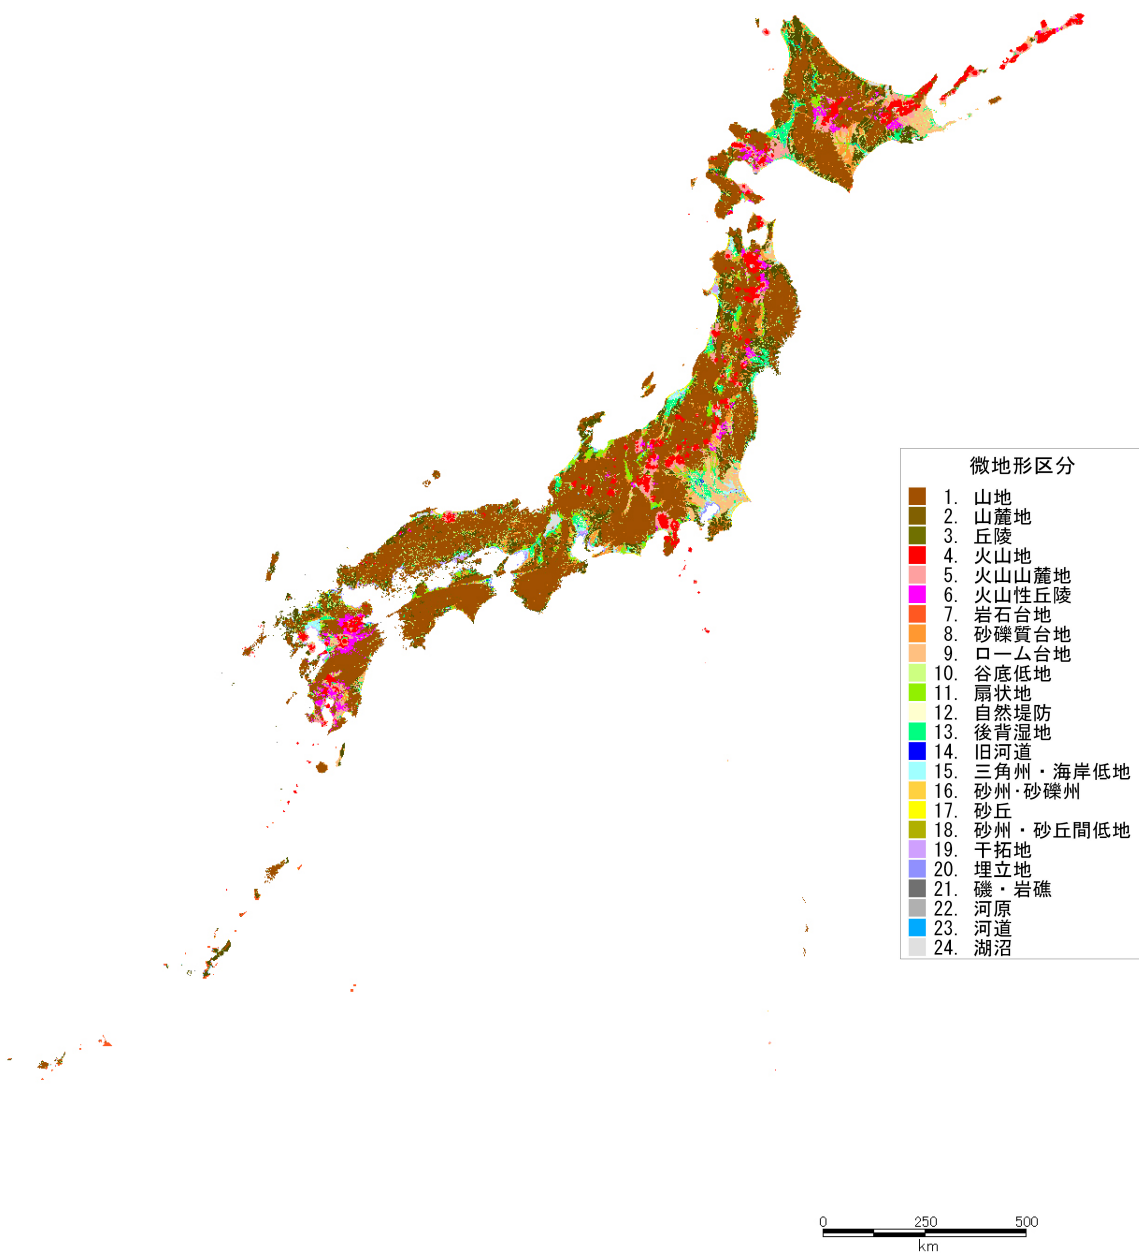 微地形区分
1. 山地
2. 山麓地
3. 丘陵
4. 火山地
5. 火山山麓地
6. 火山性丘陵
7. 岩石台地
8. 砂礫質台地
9. ローム台地
10. 谷底低地
11. 扇状地
12. 自然堤防
13. 後背湿地
14. 旧河道
15. 三角州・海岸低地
16. 砂州・砂礫州
17. 砂丘
18. 砂州・砂丘間低地
19. 干拓地
20. 埋立地
21. 磯・岩礁
22. 河原
23. 河道
24. 湖沼
0 250 500
km